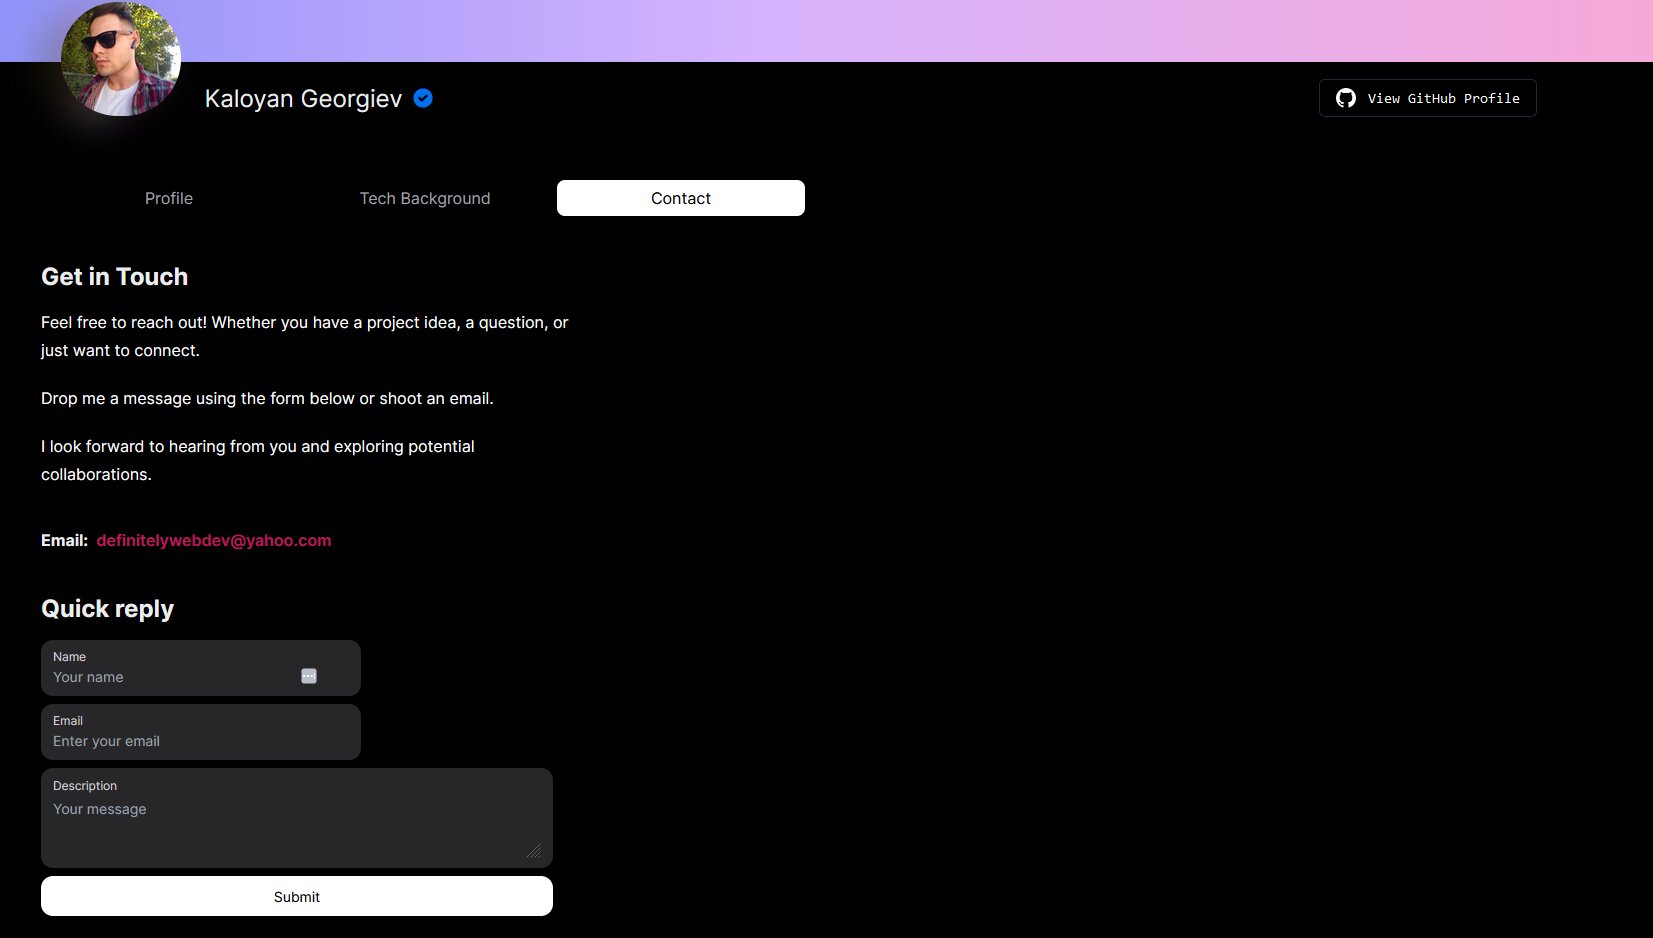 Kaloyan Georgiev
View GitHub Profile
Profile
Tech Background
Contact
Get in Touch
Feel free to reach out! Whether you have a project idea, a question, or
just want to connect.
Drop me a message using the form below or shoot an email.
I look forward to hearing from you and exploring potential
collaborations.
Email: definitelywebdev@yahoo.com
Quick reply
Name
Your name
Email
Enter your email
Description
Your message
Submit